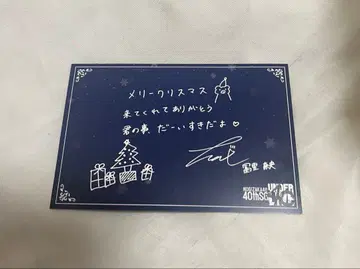 メリークリスマス
来てくれてありがとう
君の事 だーいすきだよ♡
冨里 奈央
NOGIZAKA46
40thSG
UNDER
LIVE